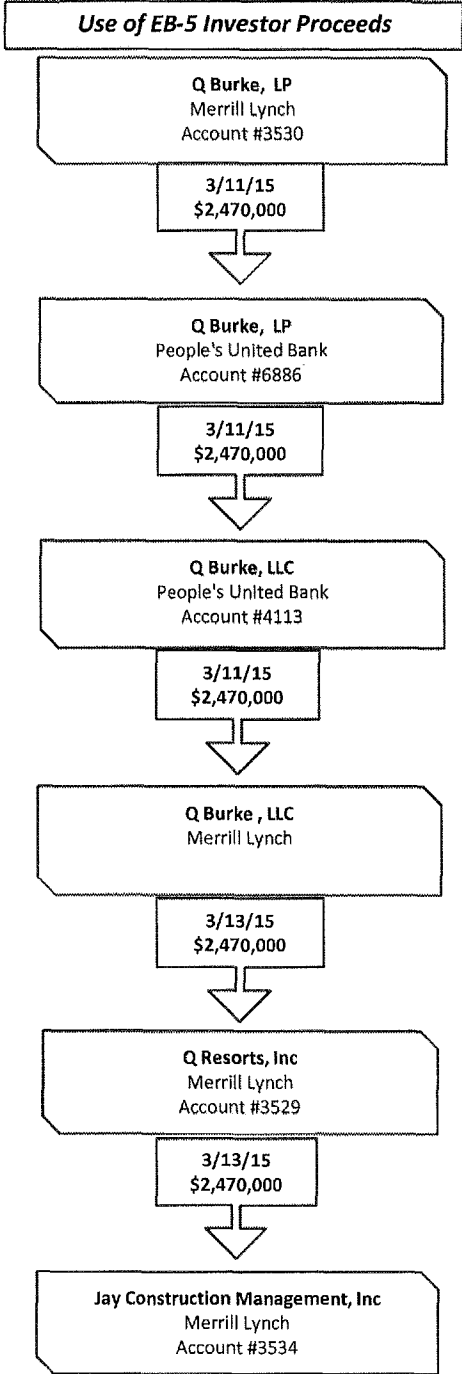 Use of EB-5 Investor Proceeds
Q Burke, LP
Merrill Lynch
Account #3530
3/11/15
$2,470,000
Q Burke, LP
People's United Bank
Account #6886
3/11/15
$2,470,000
Q Burke, LLC
People's United Bank
Account #4113
3/11/15
$2,470,000
Q Burke , LLC
Merrill Lynch
3/13/15
$2,470,000
Q Resorts, Inc
Merrill Lynch
Account #3529
3/13/15
$2,470,000
Jay Construction Management, Inc
Merrill Lynch
Account #3534